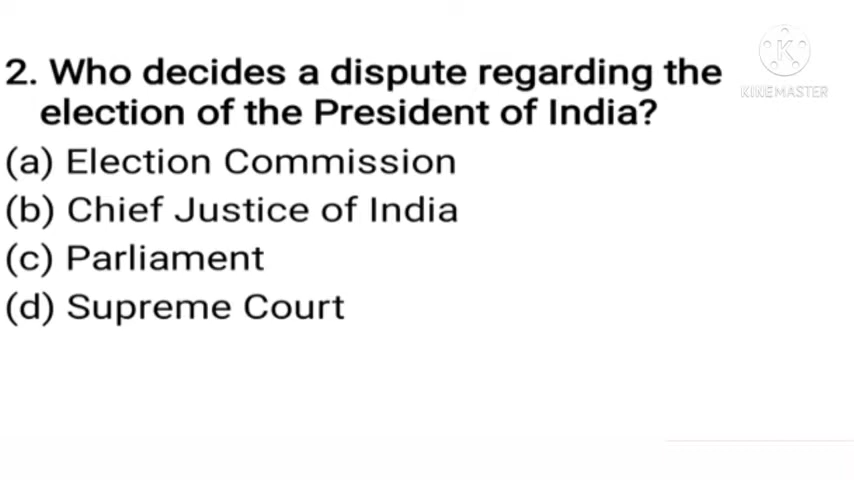 2. Who decides a dispute regarding the
election of the President of India?
(a) Election Commission
(b) Chief Justice of India
(c) Parliament
(d) Supreme Court
K
KINEMASTER